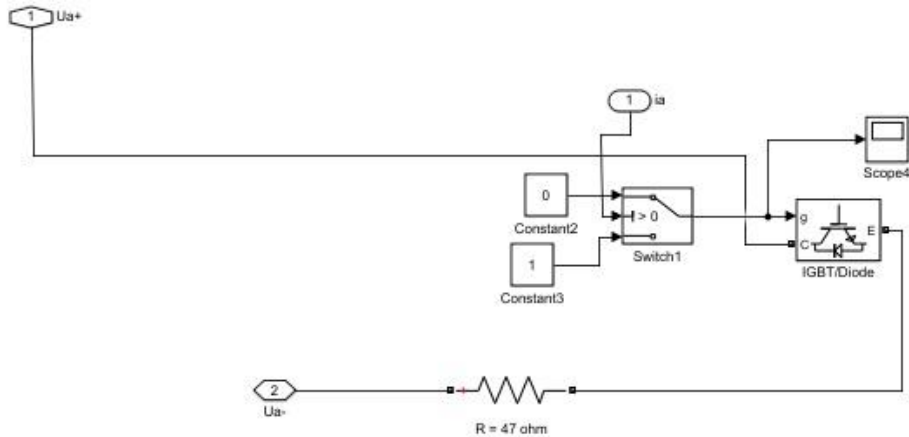 1
Ua+
1
ia
Scope4
0
Constant2
> 0
g
C
E
1
Constant3
Switch1
IGBT/Diode
2
Ua-
+
R = 47 ohm